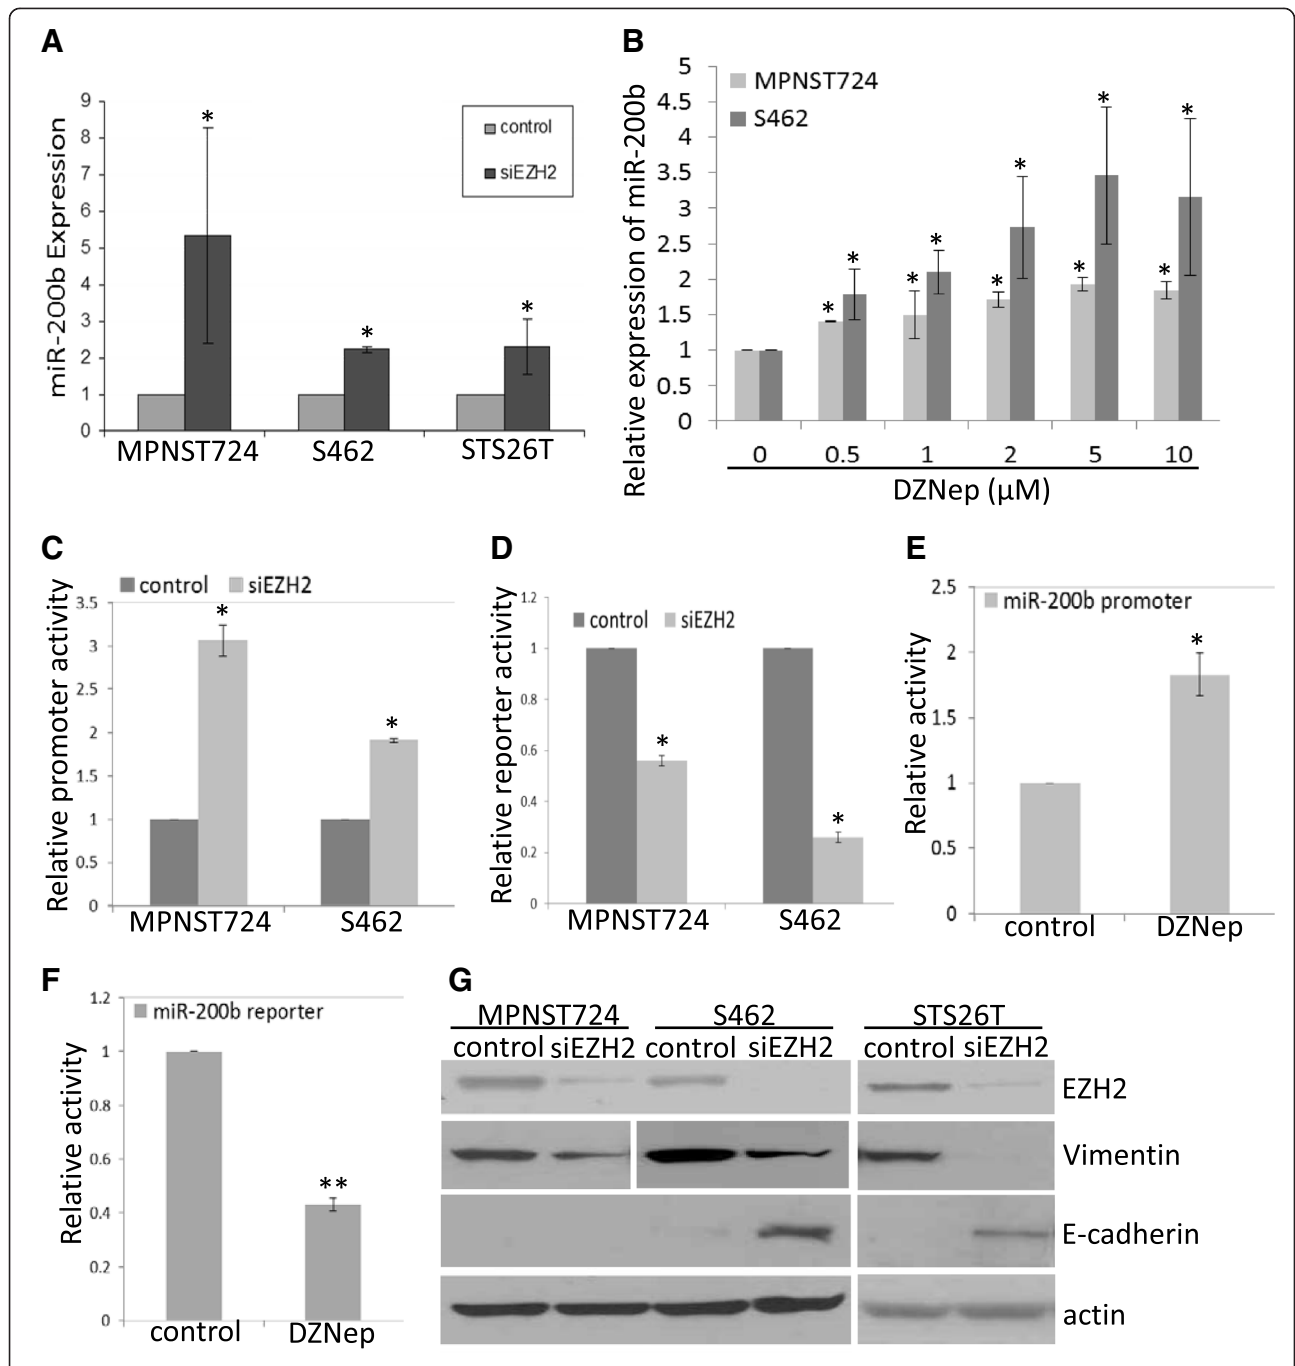 A
miR-200b Expression
9
8
7
6
5
4
3
2
1
0
control
siEZH2
*
*
*
MPNST724 S462 STS26T
B
Relative expression of miR-200b
5
4.5
4
3.5
3
2.5
2
1.5
1
0.5
0
MPNST724
S462
* * * * * * * * * *
0 0.5 1 2 5 10
DZNep (µM)
C
Relative promoter activity
control siEZH2
3.5
3
2.5
2
1.5
1
0.5
0
*
*
MPNST724 S462
D
Relative reporter activity
1.2
1
0.8
0.6
0.4
0.2
0
control siEZH2
*
*
MPNST724 S462
E
Relative activity
2.5
2
1.5
1
0.5
0
miR-200b promoter
*
control DZNep
F
Relative activity
1.2
1
0.8
0.6
0.4
0.2
0
miR-200b reporter
**
control DZNep
G
MPNST724 S462 STS26T
control siEZH2 control siEZH2 control siEZH2
EZH2
Vimentin
E-cadherin
actin